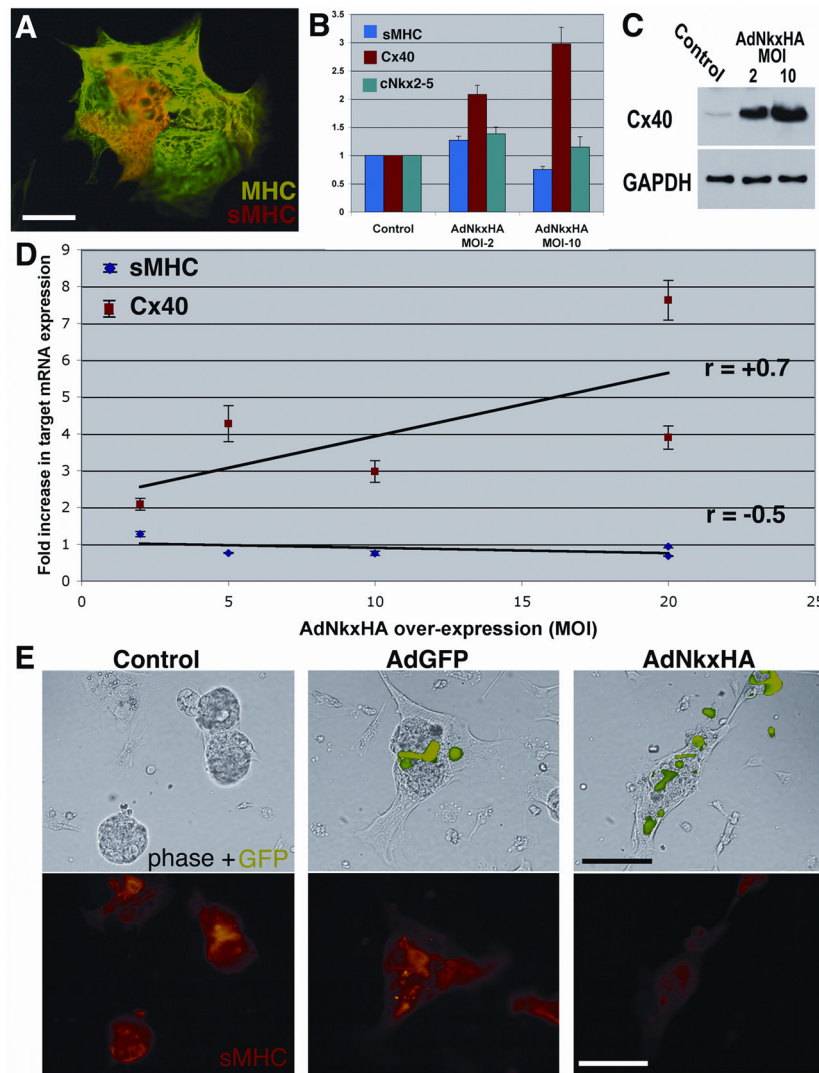 A
MHC
sMHC
B
3.5
3
2.5
2
1.5
1
0.5
sMHC
Cx40
cNkx2-5
Control
AdNkxHA
MOI-2
AdNkxHA
MOI-10
C
Control
AdNkxHA
MOI
2 10
Cx40
GAPDH
D
Fold increase in target mRNA expression
9
8
7
6
5
4
3
2
1
0
sMHC
Cx40
r = +0.7
r = -0.5
0 5 10 15 20 25
AdNkxHA over-expression (MOI)
E
Control AdGFP AdNkxHA
phase + GFP
sMHC